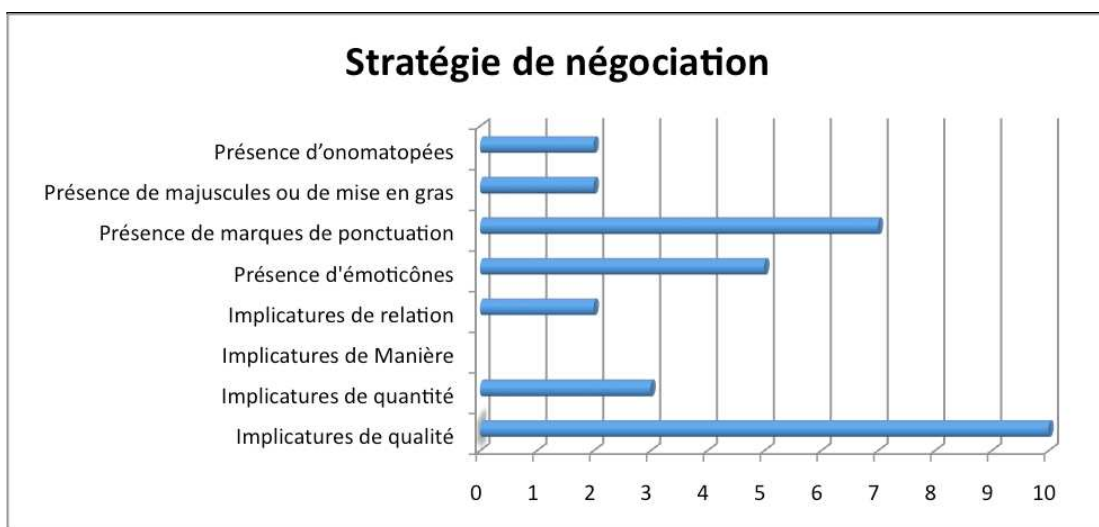 Stratégie de négociation
Présence d’onomatopées
Présence de majuscules ou de mise en gras
Présence de marques de ponctuation
Présence d'émoticônes
Implicatures de relation
Implicatures de Manière
Implicatures de quantité
Implicatures de qualité
0 1 2 3 4 5 6 7 8 9 10